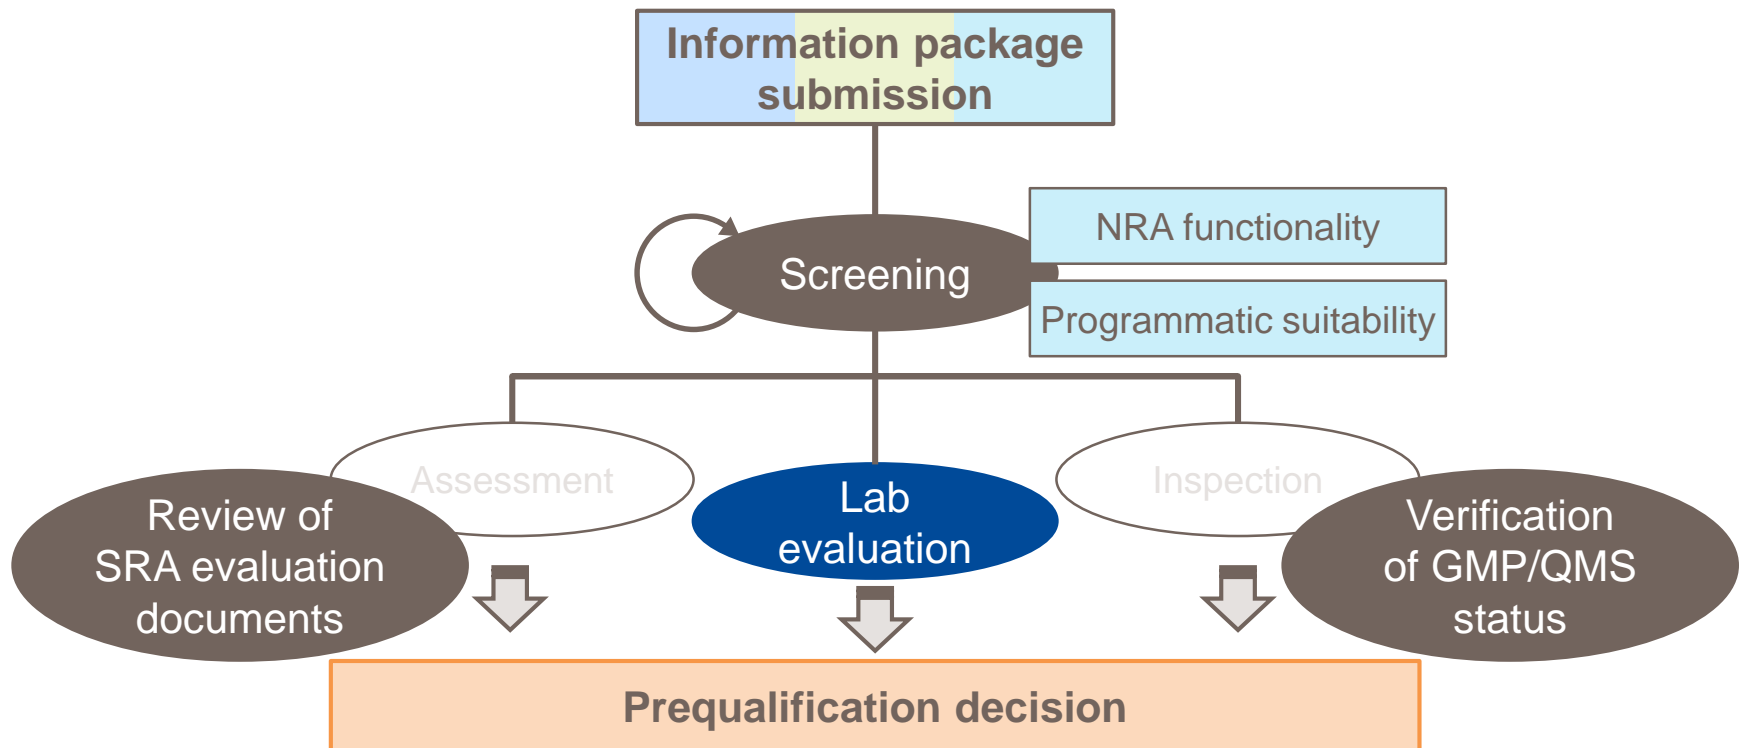 Information package
submission
NRA functionality
Screening
Programmatic suitability
Assessment
Inspection
Review of
SRA evaluation
documents
Lab
evaluation
Verification
of GMP/QMS
status
Prequalification decision